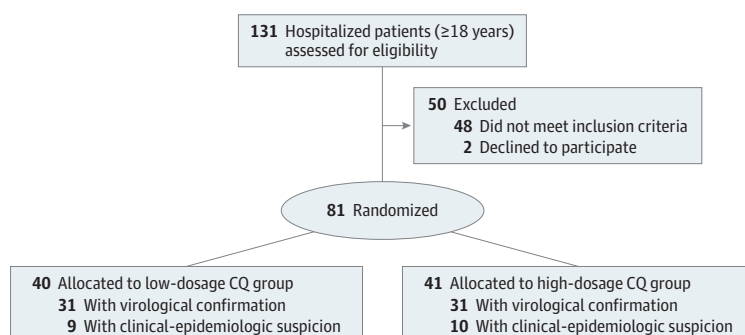 131 Hospitalized patients (≥18 years)
assessed for eligibility
50 Excluded
48 Did not meet inclusion criteria
2 Declined to participate
81 Randomized
40 Allocated to low-dosage CQ group
31 With virological confirmation
9 With clinical-epidemiologic suspicion
41 Allocated to high-dosage CQ group
31 With virological confirmation
10 With clinical-epidemiologic suspicion